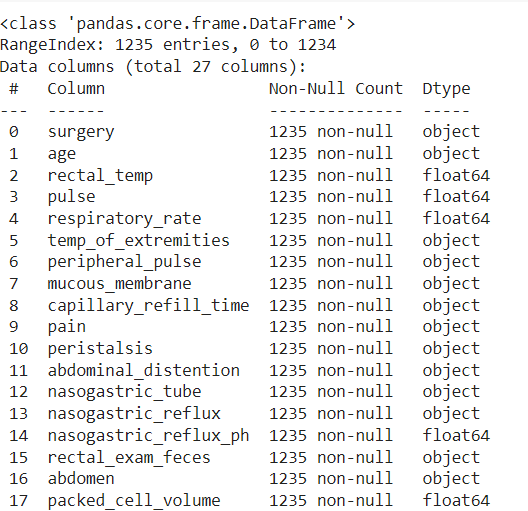 <class 'pandas.core.frame.DataFrame'>
RangeIndex: 1235 entries, 0 to 1234
Data columns (total 27 columns):
 #   Column                 Non-Null Count  Dtype
---  ------                 --------------  -----
 0   surgery                1235 non-null   object
 1   age                    1235 non-null   object
 2   rectal_temp            1235 non-null   float64
 3   pulse                  1235 non-null   float64
 4   respiratory_rate       1235 non-null   float64
 5   temp_of_extremities    1235 non-null   object
 6   peripheral_pulse       1235 non-null   object
 7   mucous_membrane        1235 non-null   object
 8   capillary_refill_time  1235 non-null   object
 9   pain                   1235 non-null   object
 10  peristalsis            1235 non-null   object
 11  abdominal_distention   1235 non-null   object
 12  nasogastric_tube       1235 non-null   object
 13  nasogastric_reflux     1235 non-null   object
 14  nasogastric_reflux_ph  1235 non-null   float64
 15  rectal_exam_feces      1235 non-null   object
 16  abdomen                1235 non-null   object
 17  packed_cell_volume     1235 non-null   float64